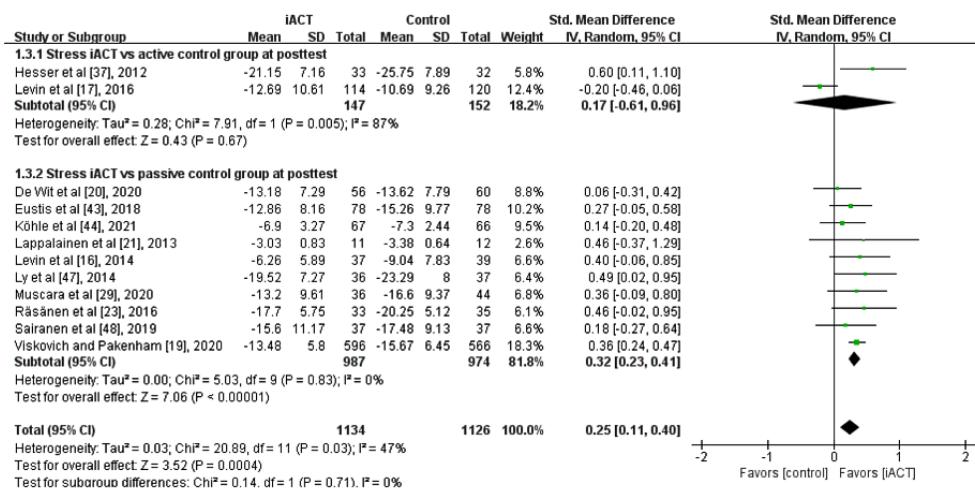 iACT Control Std. Mean Difference Std. Mean Difference
Study or Subgroup Mean SD Total Mean SD Total Weight IV, Random, 95% CI IV, Random, 95% CI
1.3.1 Stress iACT vs active control group at posttest
Hesser et al [37], 2012 -21.15 7.16 33 -25.75 7.89 32 5.8% 0.60 [0.11, 1.10]
Levin et al [17], 2016 -12.69 10.61 114 -10.69 9.26 120 12.4% -0.20 [-0.46, 0.06]
Subtotal (95% CI) 147 152 18.2% 0.17 [-0.61, 0.96]
Heterogeneity: Tau² = 0.28; Chi² = 7.91, df = 1 (P = 0.005); I² = 87%
Test for overall effect: Z = 0.43 (P = 0.67)
1.3.2 Stress iACT vs passive control group at posttest
De Wit et al [20], 2020 -13.18 7.29 56 -13.62 7.79 60 8.8% 0.06 [-0.31, 0.42]
Eustis et al [43], 2018 -12.86 8.16 78 -15.26 9.77 78 10.2% 0.27 [-0.05, 0.58]
Köhle et al [44], 2021 -6.9 3.27 67 -7.3 2.44 66 9.5% 0.14 [-0.20, 0.48]
Lappalainen et al [21], 2013 -3.03 0.83 11 -3.38 0.64 12 2.6% 0.46 [-0.37, 1.29]
Levin et al [16], 2014 -6.26 5.89 37 -9.04 7.83 39 6.6% 0.40 [-0.06, 0.85]
Ly et al [47], 2014 -19.52 7.27 36 -23.29 8 37 6.4% 0.49 [0.02, 0.95]
Muscara et al [29], 2020 -13.2 9.61 36 -16.6 9.37 44 6.8% 0.36 [-0.09, 0.80]
Räsänen et al [23], 2016 -17.7 5.75 33 -20.25 5.12 35 6.1% 0.46 [-0.02, 0.95]
Sairanen et al [48], 2019 -15.6 11.17 37 -17.48 9.13 37 6.5% 0.18 [-0.27, 0.64]
Viskovich and Pakenham [19], 2020 -13.48 5.8 596 -15.67 6.45 566 18.3% 0.36 [0.24, 0.47]
Subtotal (95% CI) 987 974 81.8% 0.32 [0.23, 0.41]
Heterogeneity: Tau² = 0.00; Chi² = 5.03, df = 9 (P = 0.83); I² = 0%
Test for overall effect: Z = 7.06 (P < 0.00001)
Total (95% CI) 1134 1126 100.0% 0.25 [0.11, 0.40]
Heterogeneity: Tau² = 0.03; Chi² = 20.89, df = 11 (P = 0.03); I² = 47%
Test for overall effect: Z = 3.52 (P = 0.0004)
Test for subgroup differences: Chi² = 0.14, df = 1 (P = 0.71), I² = 0%
-2 -1 0 1 2
Favors [control] Favors [iACT]